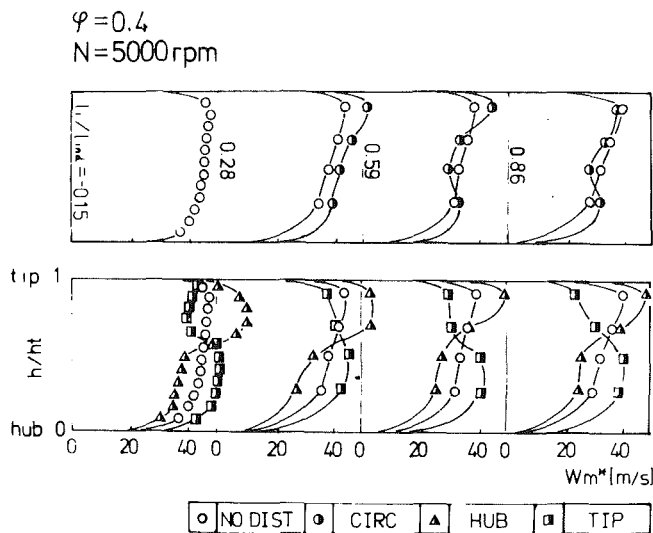 φ=0.4
N=5000rpm
0.28
0.59
0.86
tip 1
h/ht
hub 0
0 20 40 0 20 40 0 20 40 0 20 40
Wm* [m/s]
NO DIST CIRC HUB TIP